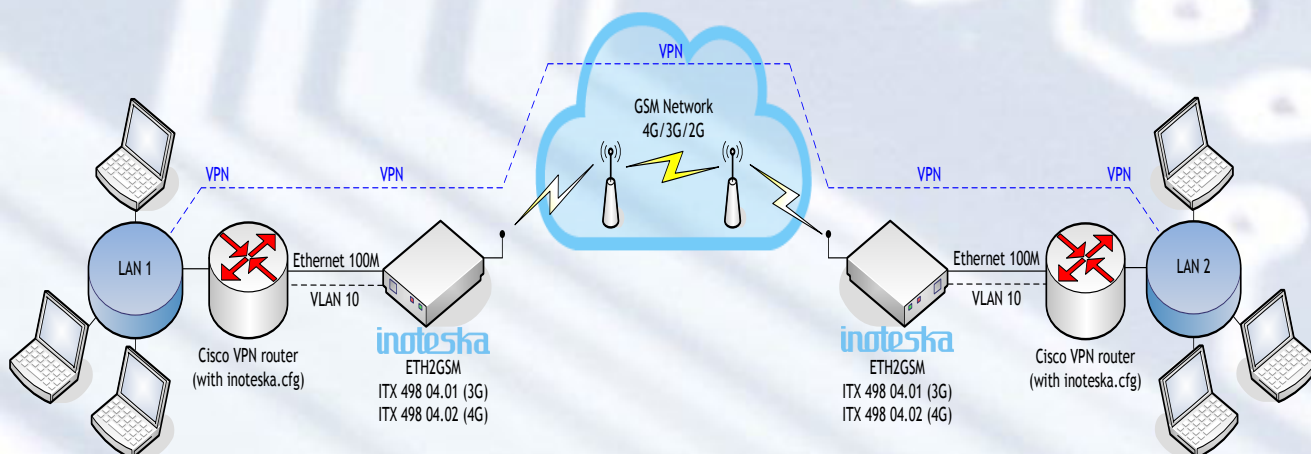 VPN
GSM Network
4G/3G/2G
VPN
VPN
VPN
VPN
LAN 1
Ethernet 100M
VLAN 10
Ethernet 100M
VLAN 10
LAN 2
inoteska
inoteska
Cisco VPN router
(with inoteska.cfg)
ETH2GSM
ITX 498 04.01 (3G)
ITX 498 04.02 (4G)
ETH2GSM
ITX 498 04.01 (3G)
ITX 498 04.02 (4G)
Cisco VPN router
(with inoteska.cfg)